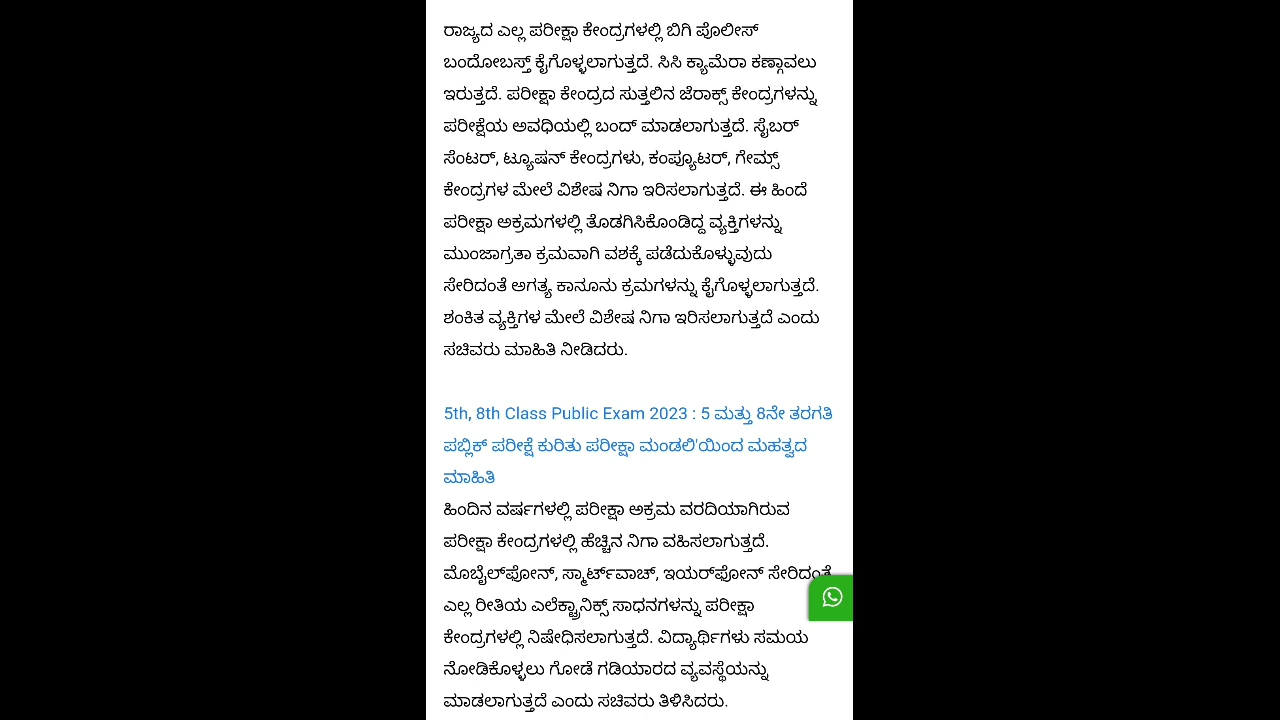 ರಾಜ್ಯದ ಎಲ್ಲ ಪರೀಕ್ಷಾ ಕೇಂದ್ರಗಳಲ್ಲಿ ಬಿಗಿ ಪೊಲೀಸ್
ಬಂದೋಬಸ್ತ್ ಕೈಗೊಳ್ಳಲಾಗುತ್ತದೆ. ಸಿಸಿ ಕ್ಯಾಮೆರಾ ಕಣ್ಗಾವಲು
ಇರುತ್ತದೆ. ಪರೀಕ್ಷಾ ಕೇಂದ್ರದ ಸುತ್ತಲಿನ ಜೆರಾಕ್ಸ್ ಕೇಂದ್ರಗಳನ್ನು
ಪರೀಕ್ಷೆಯ ಅವಧಿಯಲ್ಲಿ ಬಂದ್ ಮಾಡಲಾಗುತ್ತದೆ. ಸೈಬರ್
ಸೆಂಟರ್, ಟ್ಯೂಷನ್ ಕೇಂದ್ರಗಳು, ಕಂಪ್ಯೂಟರ್, ಗೇಮ್ಸ್
ಕೇಂದ್ರಗಳ ಮೇಲೆ ವಿಶೇಷ ನಿಗಾ ಇರಿಸಲಾಗುತ್ತದೆ. ಈ ಹಿಂದೆ
ಪರೀಕ್ಷಾ ಅಕ್ರಮಗಳಲ್ಲಿ ತೊಡಗಿಸಿಕೊಂಡಿದ್ದ ವ್ಯಕ್ತಿಗಳನ್ನು
ಮುಂಜಾಗ್ರತಾ ಕ್ರಮವಾಗಿ ವಶಕ್ಕೆ ಪಡೆದುಕೊಳ್ಳುವುದು
ಸೇರಿದಂತೆ ಅಗತ್ಯ ಕಾನೂನು ಕ್ರಮಗಳನ್ನು ಕೈಗೊಳ್ಳಲಾಗುತ್ತದೆ.
ಶಂಕಿತ ವ್ಯಕ್ತಿಗಳ ಮೇಲೆ ವಿಶೇಷ ನಿಗಾ ಇರಿಸಲಾಗುತ್ತದೆ ಎಂದು
ಸಚಿವರು ಮಾಹಿತಿ ನೀಡಿದರು.
5th, 8th Class Public Exam 2023 : 5 ಮತ್ತು 8ನೇ ತರಗತಿ
ಪಬ್ಲಿಕ್ ಪರೀಕ್ಷೆ ಕುರಿತು ಪರೀಕ್ಷಾ ಮಂಡಲಿ'ಯಿಂದ ಮಹತ್ವದ
ಮಾಹಿತಿ
ಹಿಂದಿನ ವರ್ಷಗಳಲ್ಲಿ ಪರೀಕ್ಷಾ ಅಕ್ರಮ ವರದಿಯಾಗಿರುವ
ಪರೀಕ್ಷಾ ಕೇಂದ್ರಗಳಲ್ಲಿ ಹೆಚ್ಚಿನ ನಿಗಾ ವಹಿಸಲಾಗುತ್ತದೆ.
ಮೊಬೈಲ್‌ಫೋನ್, ಸ್ಮಾರ್ಟ್‌ವಾಚ್, ಇಯರ್‌ಫೋನ್ ಸೇರಿದಂತೆ
ಎಲ್ಲ ರೀತಿಯ ಎಲೆಕ್ಟ್ರಾನಿಕ್ಸ್ ಸಾಧನಗಳನ್ನು ಪರೀಕ್ಷಾ
ಕೇಂದ್ರಗಳಲ್ಲಿ ನಿಷೇಧಿಸಲಾಗುತ್ತದೆ. ವಿದ್ಯಾರ್ಥಿಗಳು ಸಮಯ
ನೋಡಿಕೊಳ್ಳಲು ಗೋಡೆ ಗಡಿಯಾರದ ವ್ಯವಸ್ಥೆಯನ್ನು
ಮಾಡಲಾಗುತ್ತದೆ ಎಂದು ಸಚಿವರು ತಿಳಿಸಿದರು.